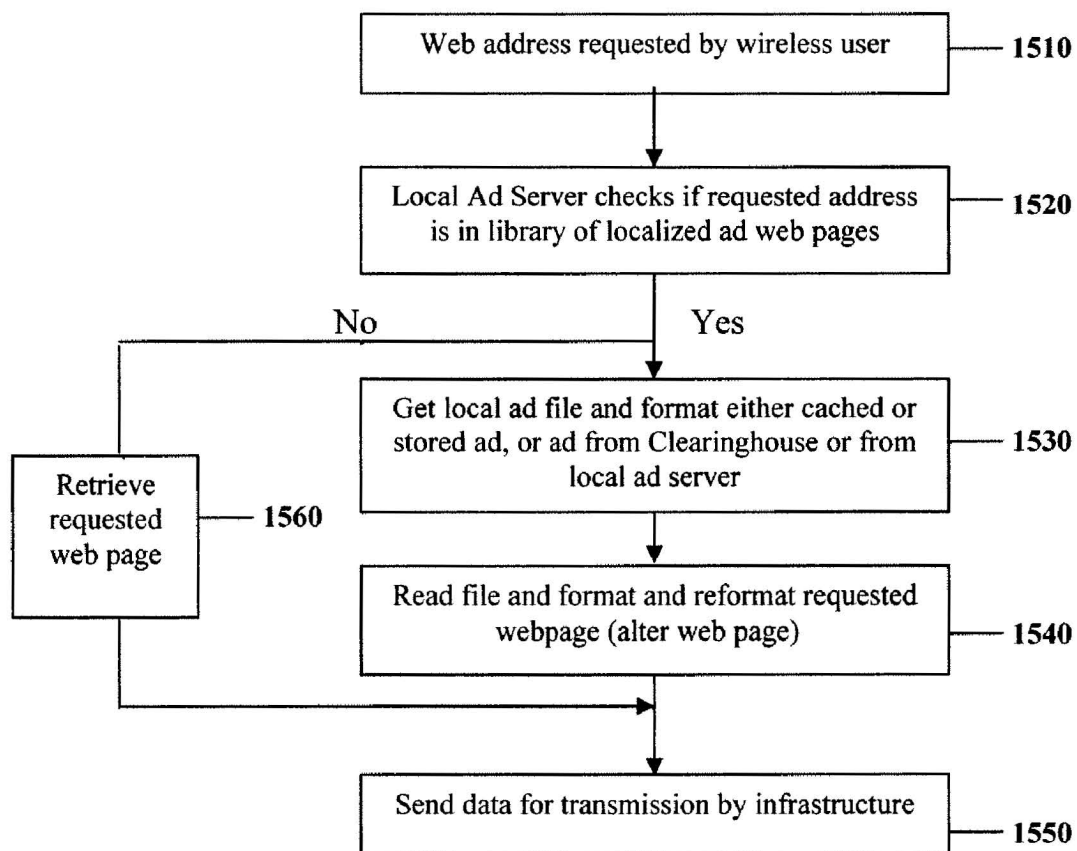 Web address requested by wireless user
1510
Local Ad Server checks if requested address
is in library of localized ad web pages
1520
No
Yes
Get local ad file and format either cached or
stored ad, or ad from Clearinghouse or from
local ad server
1530
Retrieve
requested
web page
1560
Read file and format and reformat requested
webpage (alter web page)
1540
Send data for transmission by infrastructure
1550